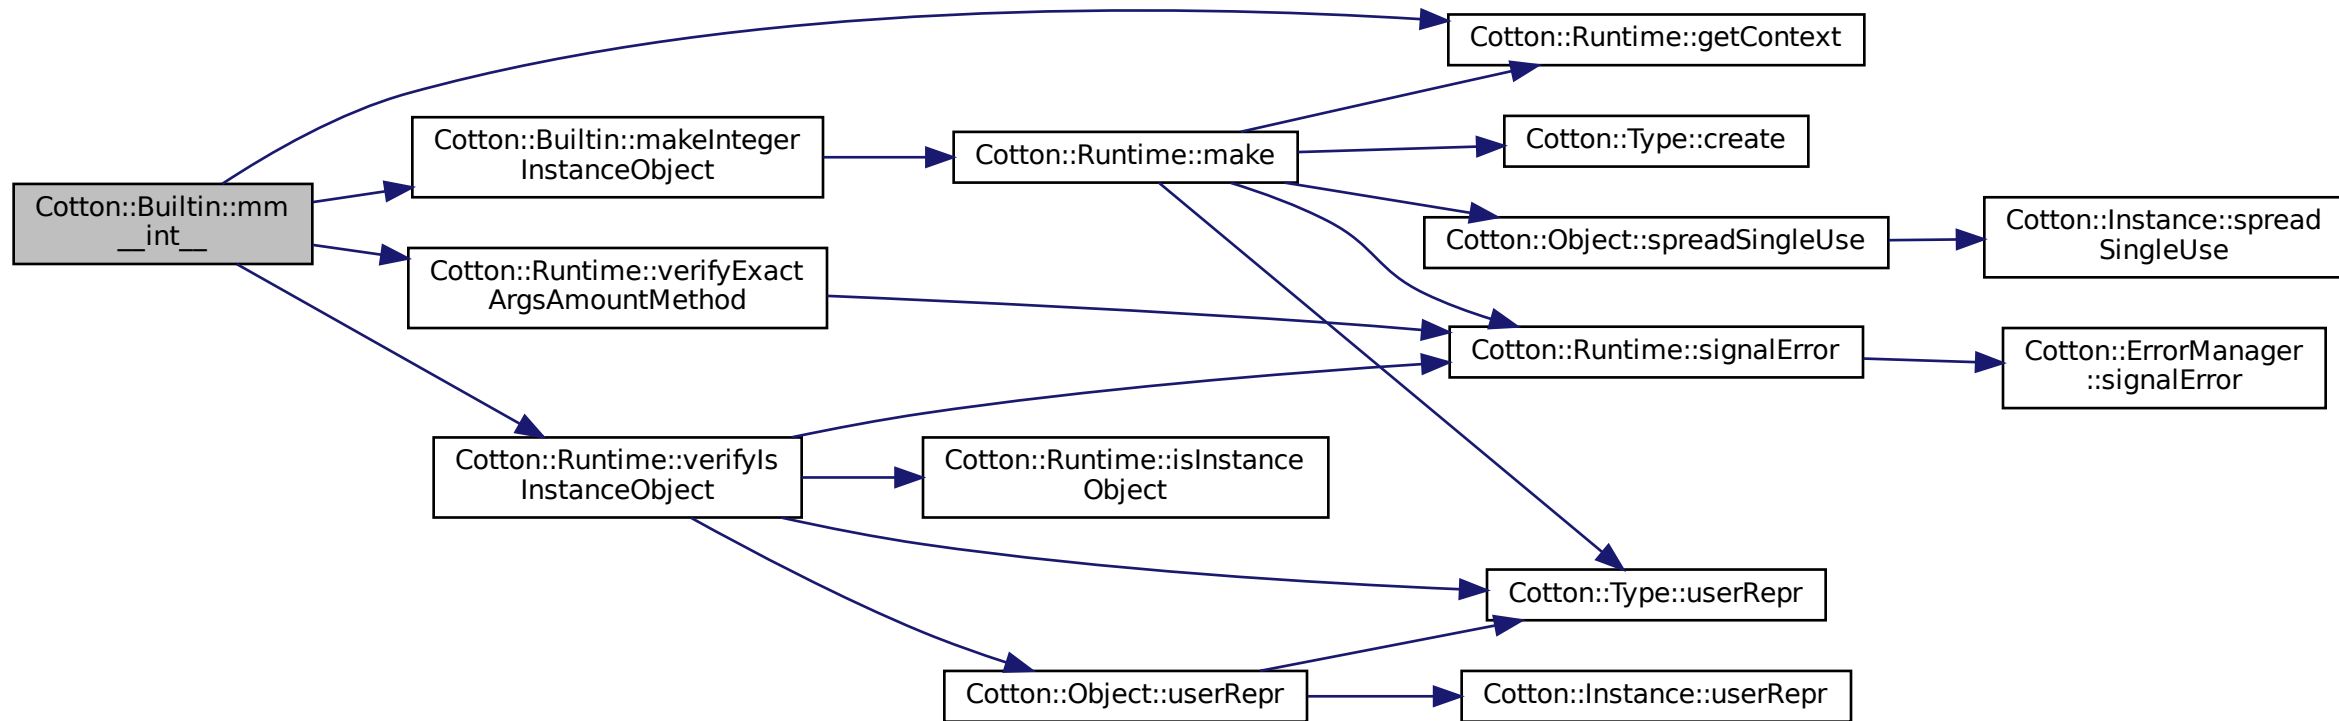 Cotton::Builtin::mm
__int__
Cotton::Runtime::getContext
Cotton::Builtin::makeInteger
InstanceObject
Cotton::Runtime::make
Cotton::Type::create
Cotton::Object::spreadSingleUse
Cotton::Instance::spread
SingleUse
Cotton::Runtime::verifyExact
ArgsAmountMethod
Cotton::Runtime::signalError
Cotton::ErrorManager
::signalError
Cotton::Runtime::verifyIs
InstanceObject
Cotton::Runtime::isInstance
Object
Cotton::Type::userRepr
Cotton::Object::userRepr
Cotton::Instance::userRepr